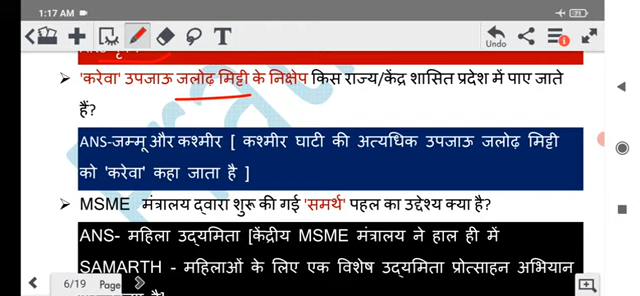 1:17 AM
71
Undo
➢ 'करेवा' उपजाऊ जलोढ़ मिट्टी के निक्षेप किस राज्य/केंद्र शासित प्रदेश में पाए जाते
हैं?
ANS-जम्मू और कश्मीर [ कश्मीर घाटी की अत्यधिक उपजाऊ जलोढ़ मिट्टी
को 'करेवा' कहा जाता है ]
➢ MSME मंत्रालय द्वारा शुरू की गई 'समर्थ' पहल का उद्देश्य क्या है?
ANS- महिला उद्यमिता [केंद्रीय MSME मंत्रालय ने हाल ही में
SAMARTH - महिलाओं के लिए एक विशेष उद्यमिता प्रोत्साहन अभियान
6/19 Page